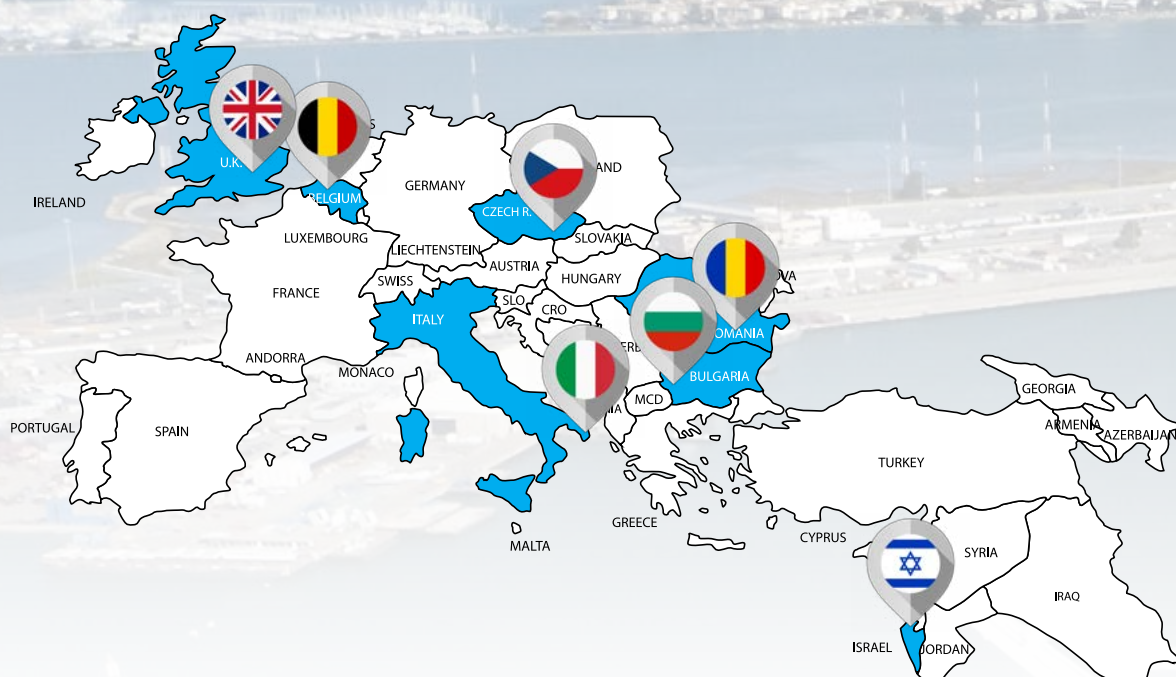 IRELAND
U.K.
BELGIUM
GERMANY
CZECH R.
SLOVAKIA
LUXEMBOURG
LIECHTENSTEIN
AUSTRIA
HUNGARY
SWISS
FRANCE
SLO
CRO
ITALY
ANDORRA
MONACO
BULGARIA
MCD
PORTUGAL
SPAIN
GEORGIA
ARMENIA
AZERBAIJAN
TURKEY
GREECE
MALTA
CYPRUS
SYRIA
IRAQ
ISRAEL
JORDAN